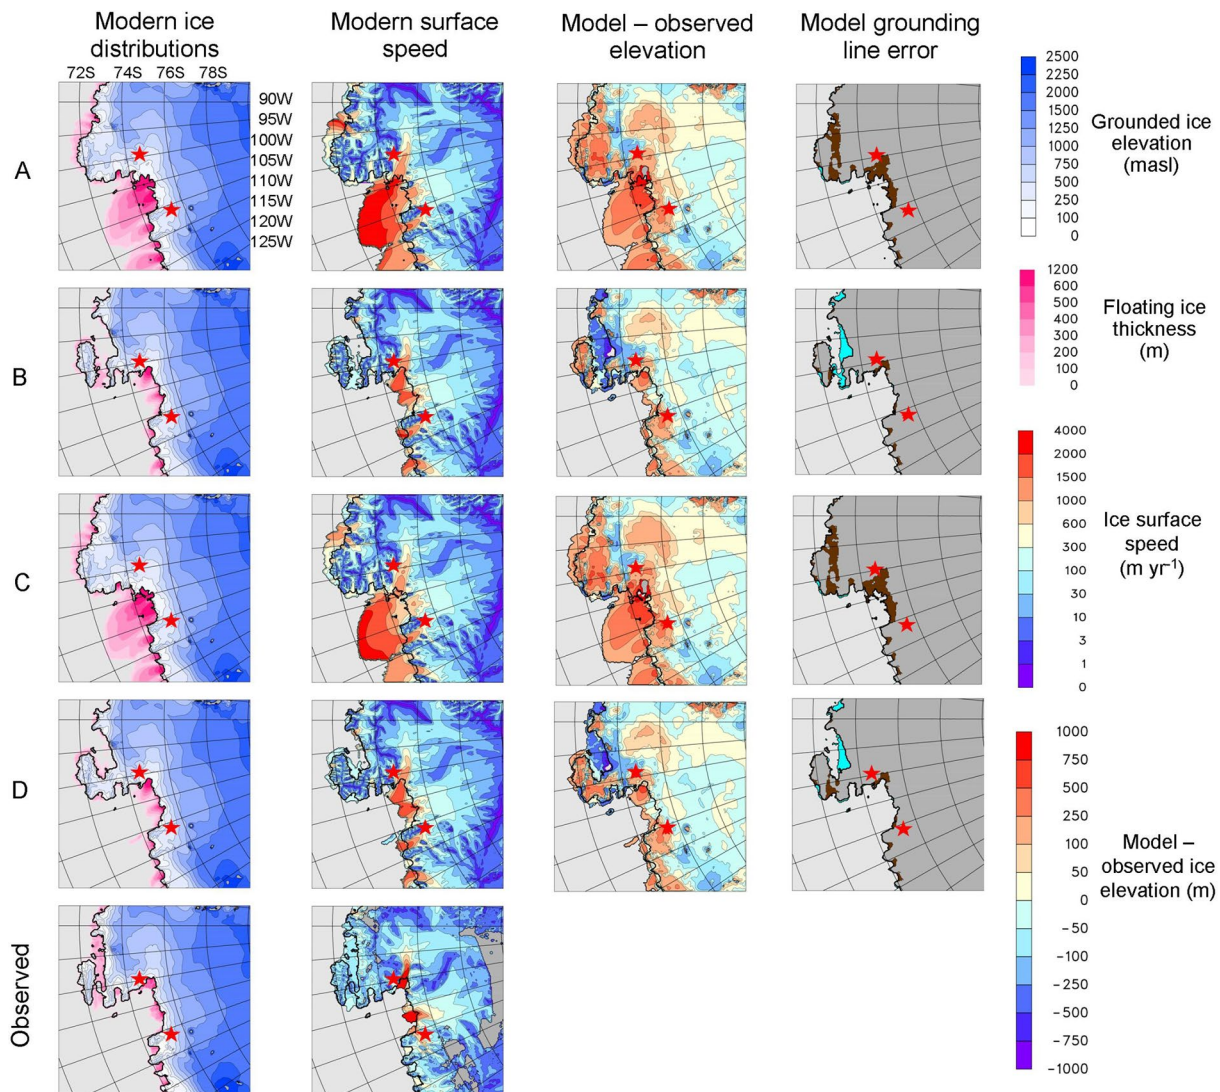 Modern ice
distributions
Modern surface
speed
Model – observed
elevation
Model grounding
line error
72S 74S 76S 78S
90W
95W
100W
105W
110W
115W
120W
125W
A
B
C
D
Observed
2500
2250
2000
1500
1250
1000
750
500
250
100
0
Grounded ice
elevation
(masl)
1200
600
500
400
300
200
100
0
Floating ice
thickness
(m)
4000
2000
1500
1000
600
300
100
30
10
3
1
0
Ice surface
speed
(m yr⁻¹)
1000
750
500
250
100
50
0
−50
−100
−250
−500
−750
−1000
Model –
observed ice
elevation (m)